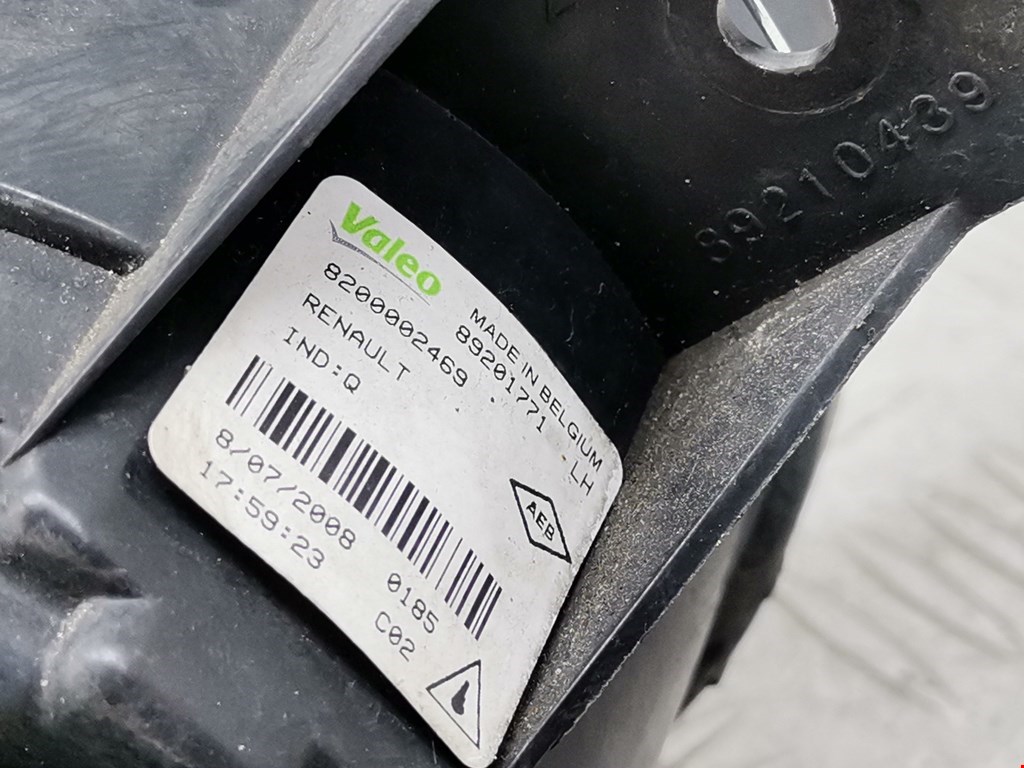 89210439
Valeo
MADE IN BELGIUM
8200002469
89201771 LH
RENAULT
IND:Q
AEB
8/07/2008
0185
17:59:23
C02